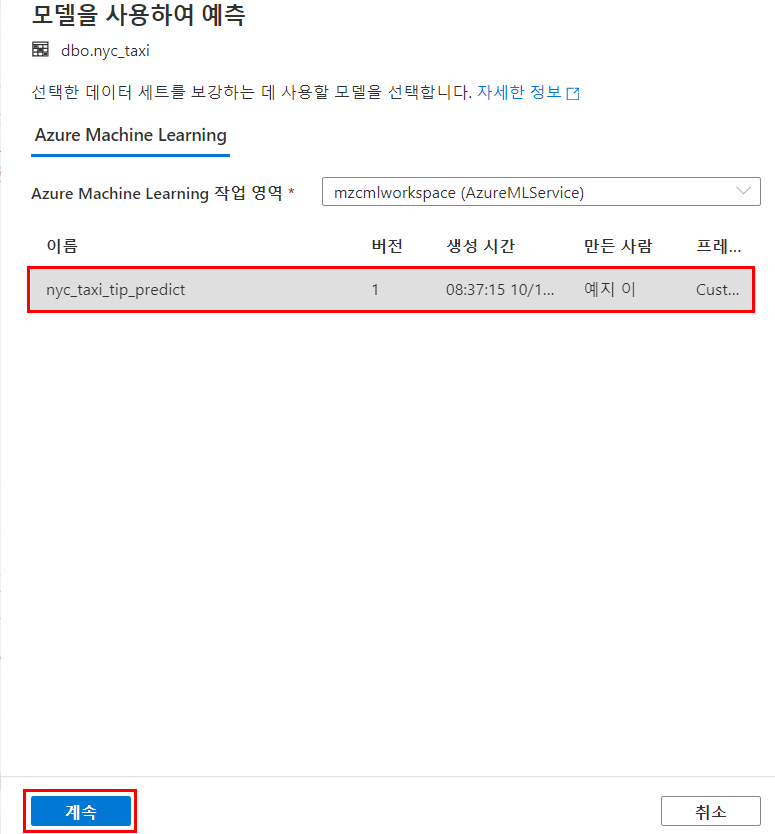 모델을 사용하여 예측
dbo.nyc_taxi
선택한 데이터 세트를 보강하는 데 사용할 모델을 선택합니다. 자세한 정보
Azure Machine Learning
Azure Machine Learning 작업 영역 * mzcmlworkspace (AzureMLService)
이름 버전 생성 시간 만든 사람 프레...
nyc_taxi_tip_predict 1 08:37:15 10/1... 예지 이 Cust...
계속 취소